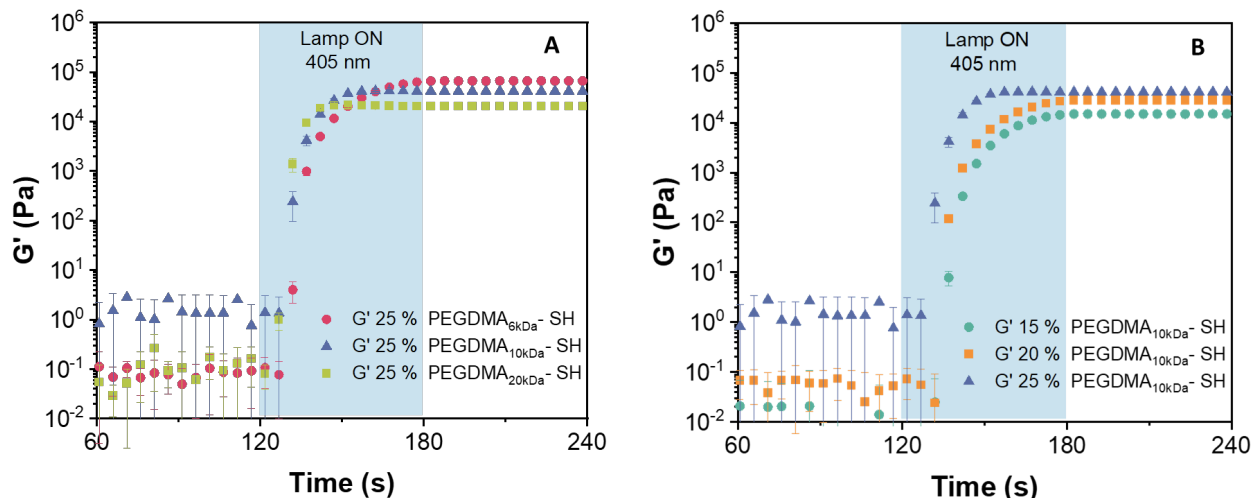 10⁶
10⁵
10⁴
10³
10²
10¹
10⁰
10⁻¹
10⁻²
G' (Pa)
Lamp ON
405 nm
A
G' 25 % PEGDMA₆ₖDₐ- SH
G' 25 % PEGDMA₁₀ₖDₐ- SH
G' 25 % PEGDMA₂₀ₖDₐ- SH
60 120 180 240
Time (s)
10⁶
10⁵
10⁴
10³
10²
10¹
10⁰
10⁻¹
10⁻²
G' (Pa)
Lamp ON
405 nm
B
G' 15 % PEGDMA₁₀ₖDₐ- SH
G' 20 % PEGDMA₁₀ₖDₐ- SH
G' 25 % PEGDMA₁₀ₖDₐ- SH
60 120 180 240
Time (s)